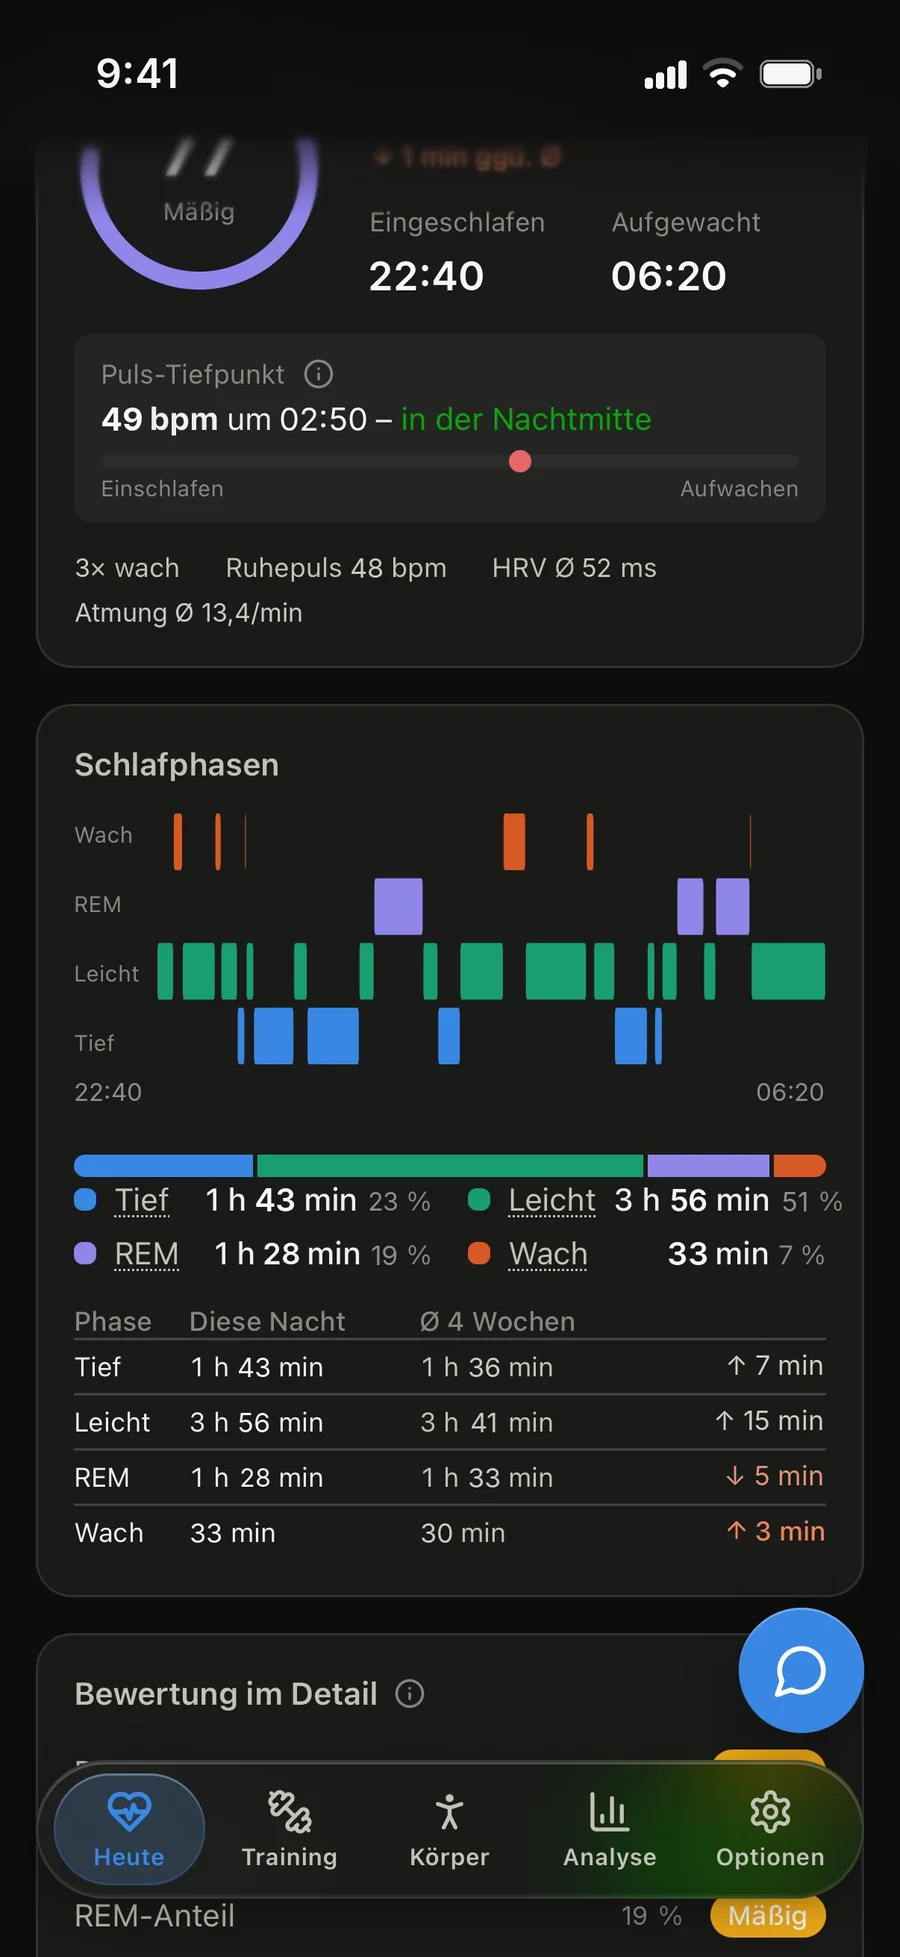 9:41
↓ 1 min ggü. Ø
Mäßig
Eingeschlafen Aufgewacht
22:40 06:20
Puls-Tiefpunkt
49 bpm um 02:50 – in der Nachtmitte
Einschlafen Aufwachen
3× wach Ruhepuls 48 bpm HRV Ø 52 ms
Atmung Ø 13,4/min
Schlafphasen
Wach
REM
Leicht
Tief
22:40 06:20
Tief 1 h 43 min 23 % Leicht 3 h 56 min 51 %
REM 1 h 28 min 19 % Wach 33 min 7 %
Phase Diese Nacht Ø 4 Wochen
Tief 1 h 43 min 1 h 36 min ↑ 7 min
Leicht 3 h 56 min 3 h 41 min ↑ 15 min
REM 1 h 28 min 1 h 33 min ↓ 5 min
Wach 33 min 30 min ↑ 3 min
Bewertung im Detail
Heute Training Körper Analyse Optionen
REM-Anteil 19 % Mäßig